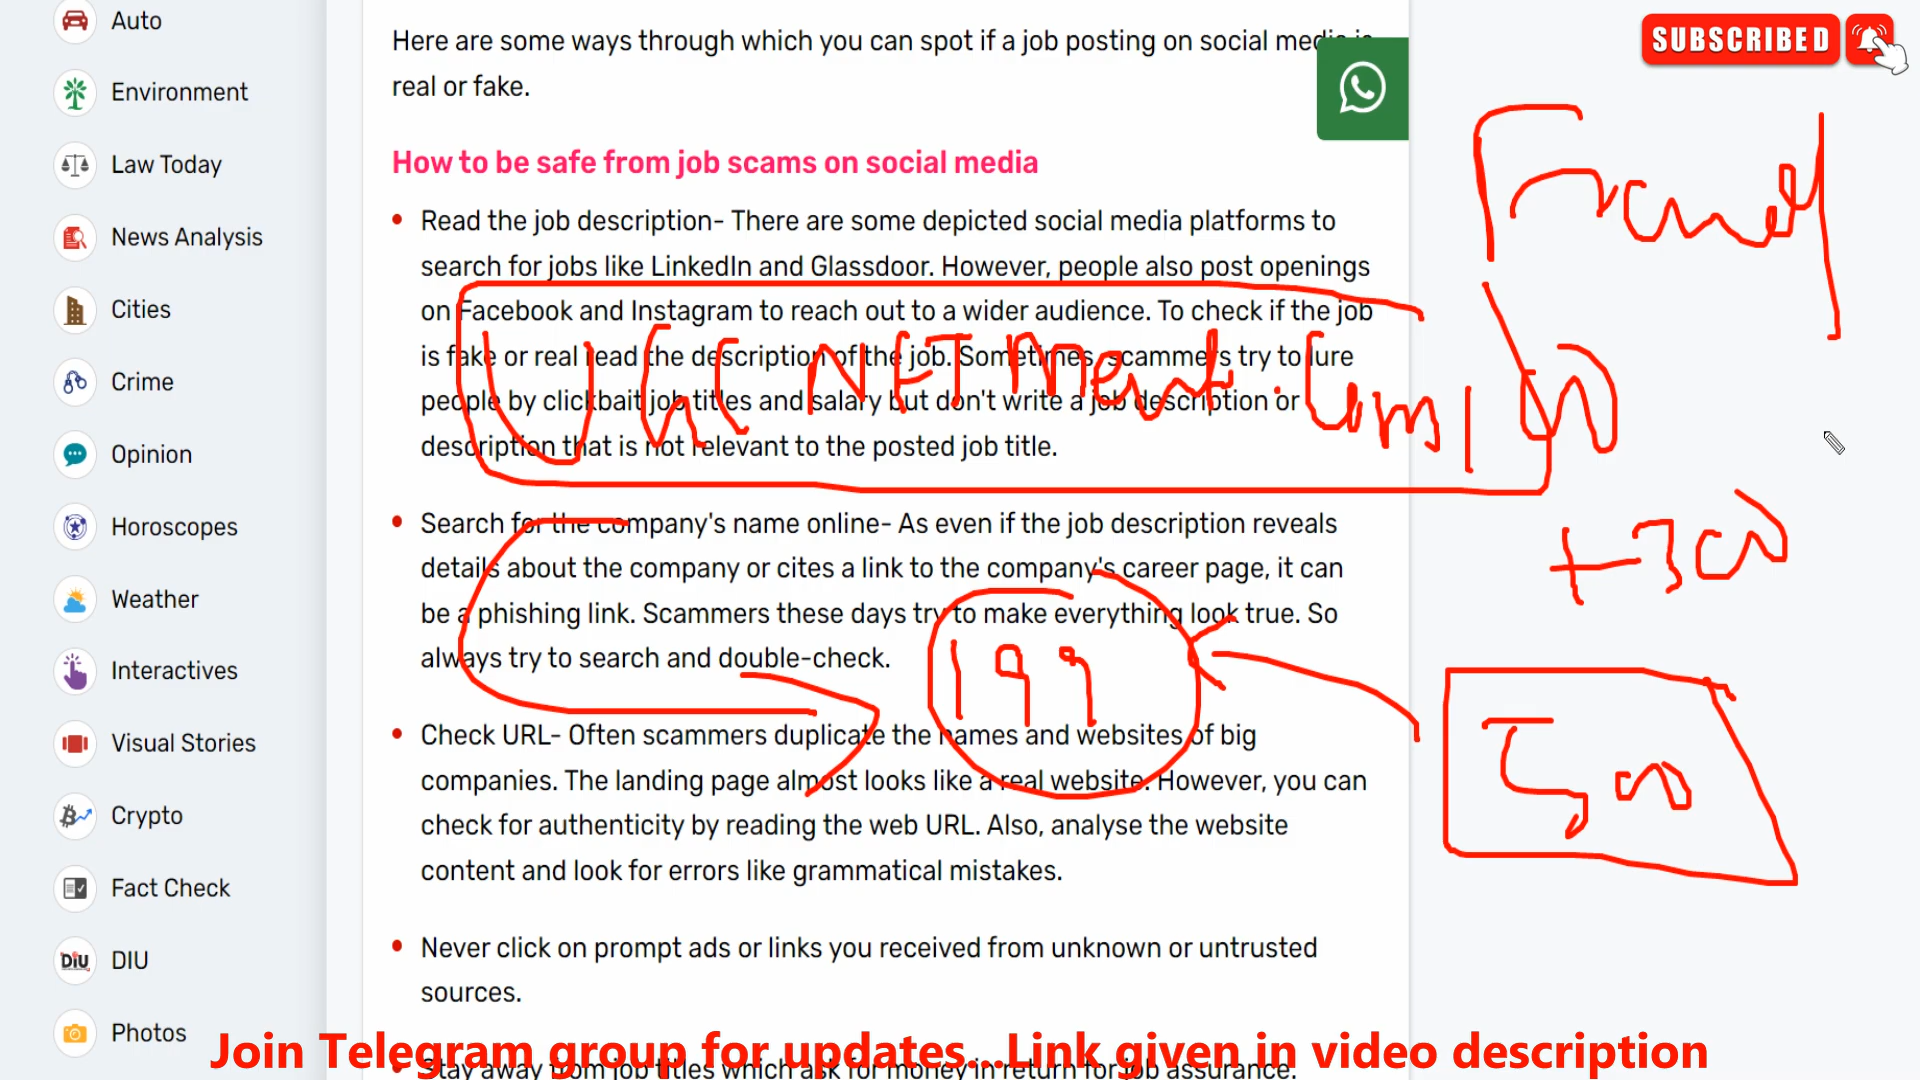 Auto
Environment
Law Today
News Analysis
Cities
Crime
Opinion
Horoscopes
Weather
Interactives
Visual Stories
Crypto
Fact Check
DIU
DIU
Photos
Here are some ways through which you can spot if a job posting on social media is
real or fake.
How to be safe from job scams on social media
• Read the job description- There are some depicted social media platforms to
search for jobs like LinkedIn and Glassdoor. However, people also post openings
on Facebook and Instagram to reach out to a wider audience. To check if the job
is fake or real read the description of the job. Sometimes, scammers try to lure
people by clickbait job titles and salary but don't write a job description or
description that is not relevant to the posted job title.
• Search for the company's name online- As even if the job description reveals
details about the company or cites a link to the company's career page, it can
be a phishing link. Scammers these days try to make everything look true. So
always try to search and double-check.
• Check URL- Often scammers duplicate the names and websites of big
companies. The landing page almost looks like a real website. However, you can
check for authenticity by reading the web URL. Also, analyse the website
content and look for errors like grammatical mistakes.
• Never click on prompt ads or links you received from unknown or untrusted
sources.
• Stay away from job titles which ask for money in return for job assurance.
SUBSCRIBED
UGC NET Mentor.Com
199
Join Telegram group for updates...Link given in video description